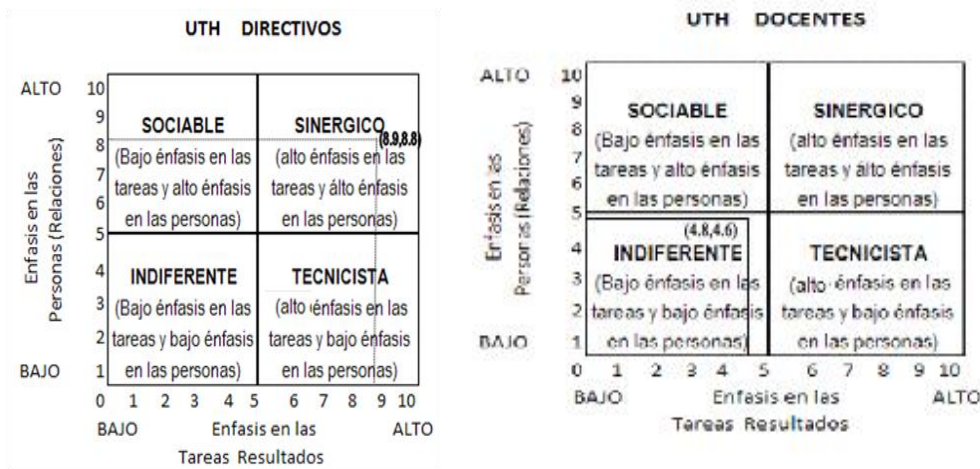 UTH DIRECTIVOS
ALTO
Enfasis en las
Personas (Relaciones)
BAJO
10
9
8
7
6
5
4
3
2
1
SOCIABLE
(Bajo énfasis en las
tareas y alto énfasis
en las personas)
SINERGICO
(8.9,8.8)
(alto énfasis en las
tareas y álto énfasis
en las personas)
INDIFERENTE
(Bajo énfasis en las
tareas y bajo énfasis
en las personas)
TECNICISTA
(alto énfasis en las
tareas y bajo énfasis
en las personas)
0 1 2 3 4 5 6 7 8 9 10
BAJO Enfasis en las ALTO
Tareas Resultados
UTH DOCENTES
ALTO
Enfasis en las
Personas (Relaciones)
BAJO
10
9
8
7
6
5
4
3
2
1
SOCIABLE
(Bajo énfasis en las
tareas y alto énfasis
en las personas)
SINERGICO
(alto énfasis en las
tareas y álto énfasis
en las personas)
(4.8,4.6)
INDIFERENTE
(Bajo énfasis en las
tareas y bajo énfasis
en las personas)
TECNICISTA
(alto énfasis en las
tareas y bajo énfasis
en las personas)
0 1 2 3 4 5 6 7 8 9 10
BAJO Enfasis en las ALTO
Tareas Resultados